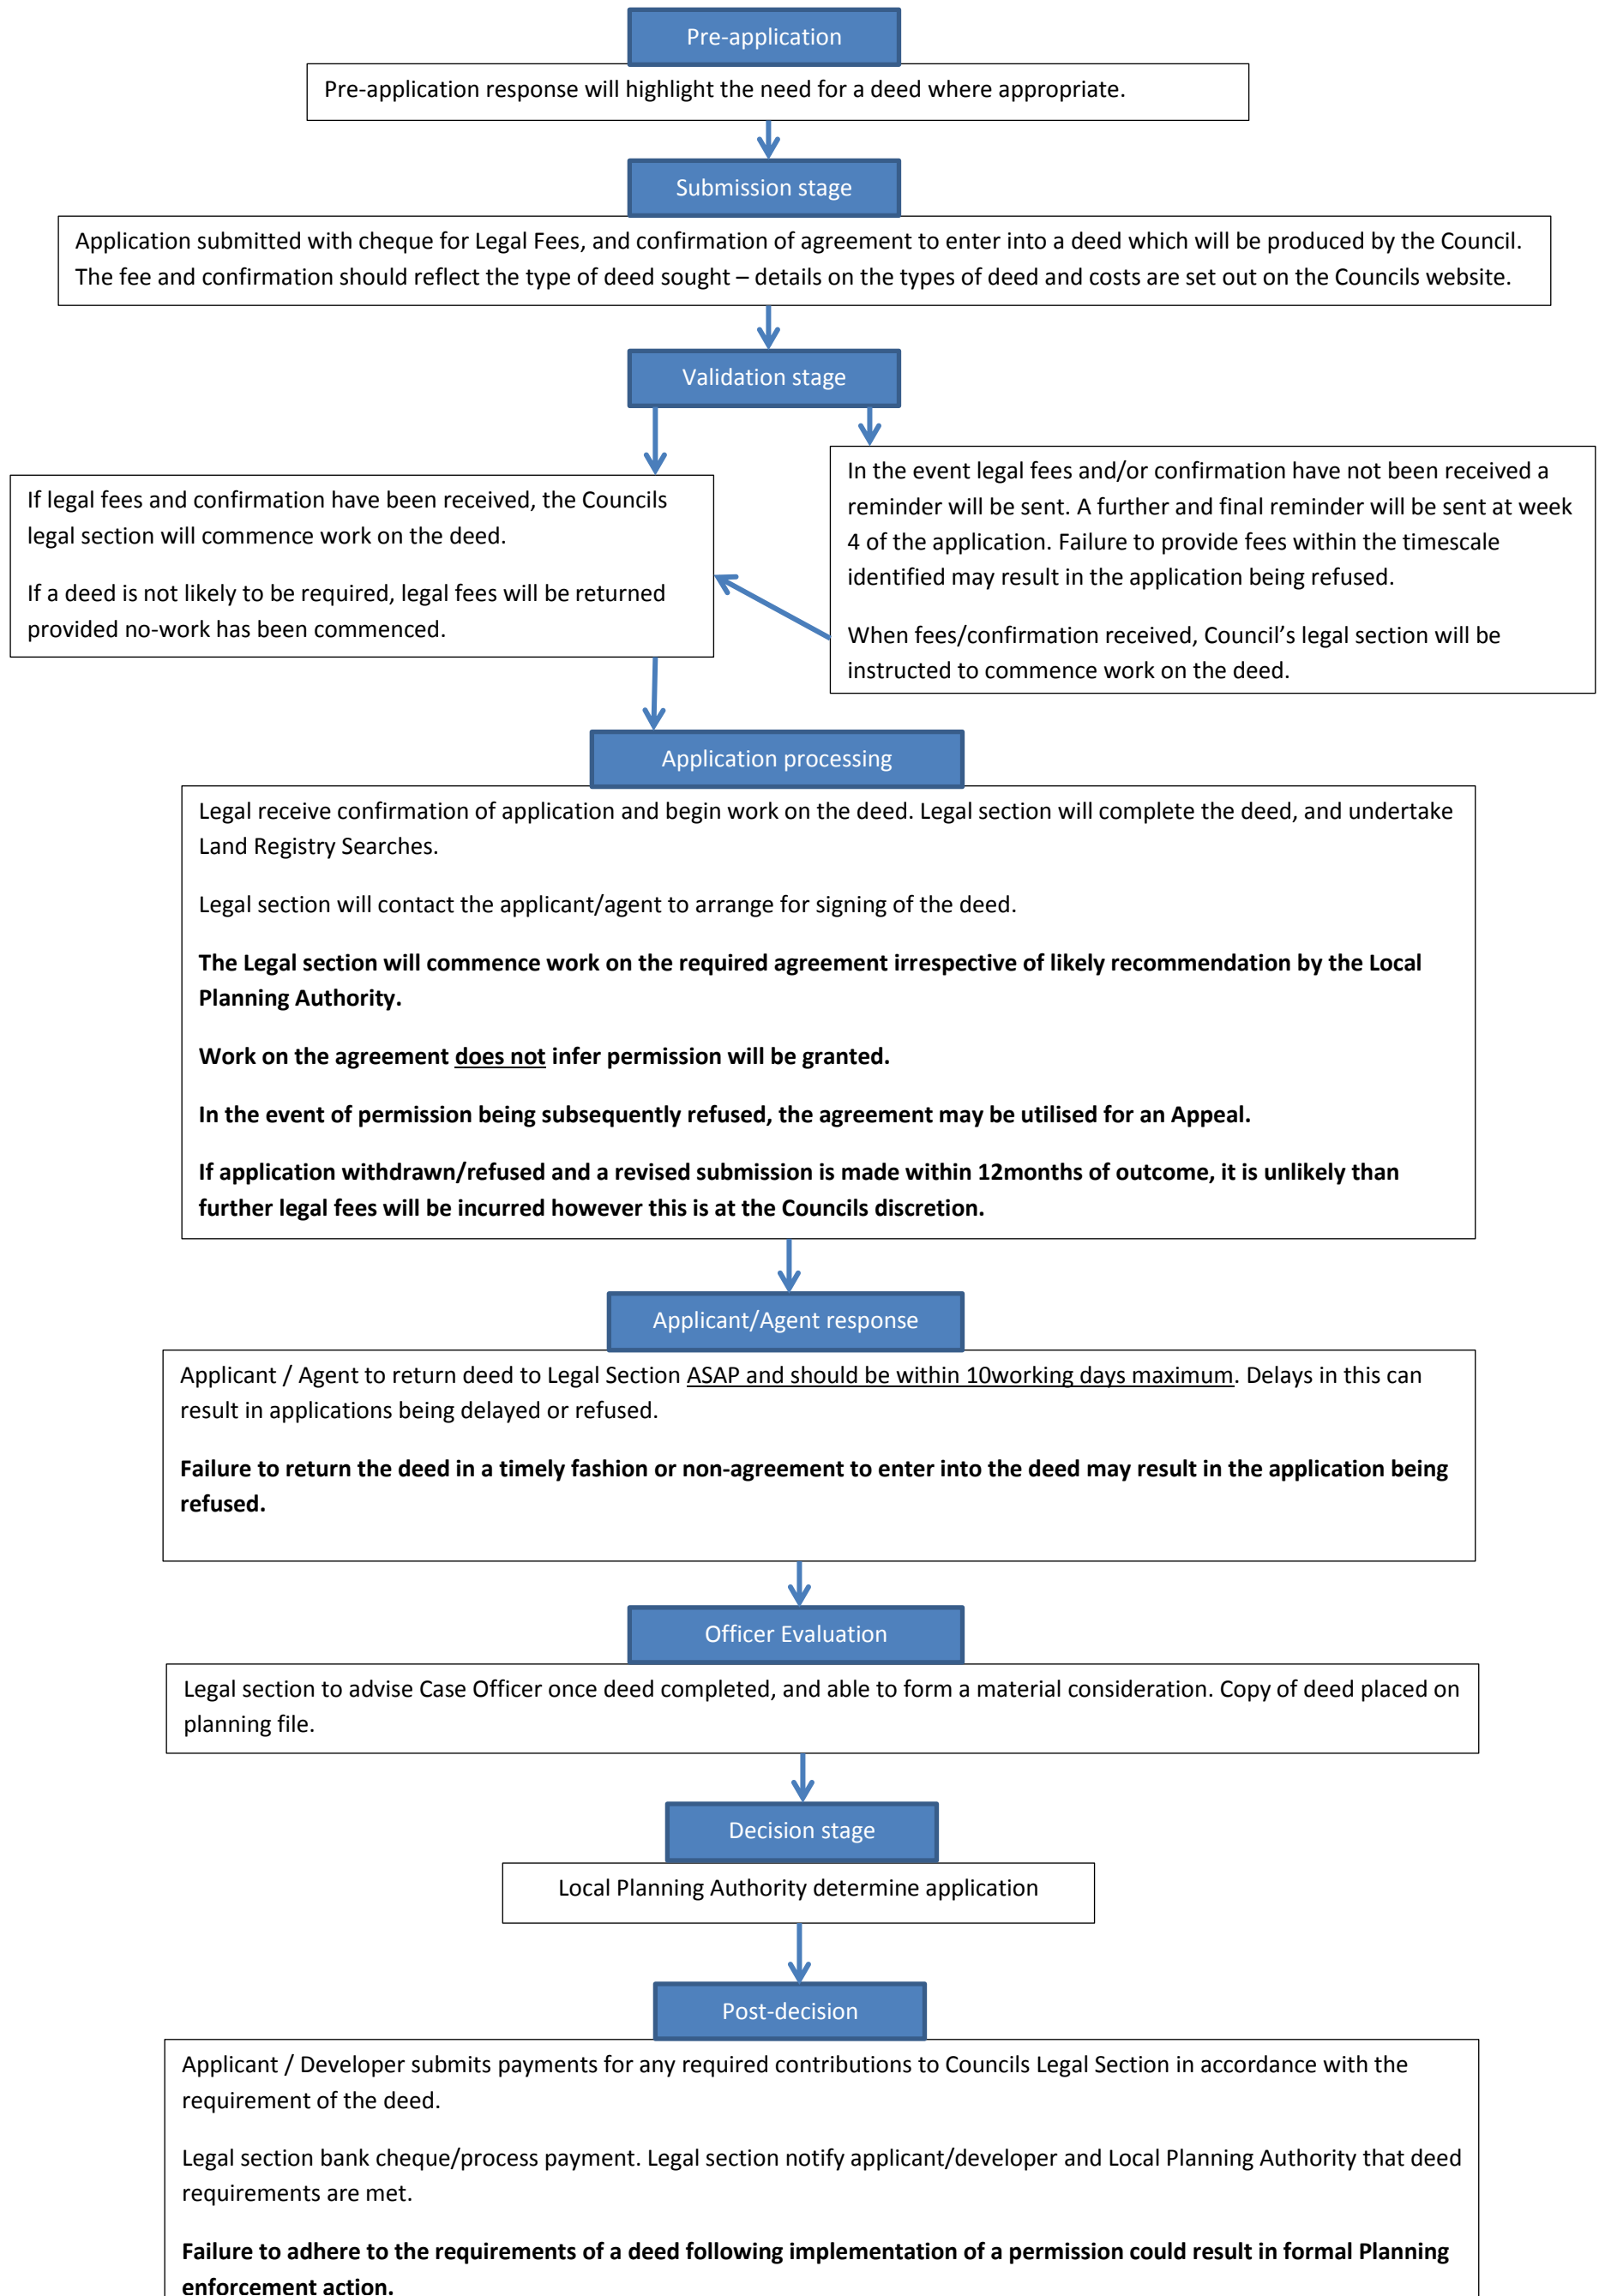 Pre-application
Pre-application response will highlight the need for a deed where appropriate.
Submission stage
Application submitted with cheque for Legal Fees, and confirmation of agreement to enter into a deed which will be produced by the Council.
The fee and confirmation should reflect the type of deed sought – details on the types of deed and costs are set out on the Councils website.
Validation stage
If legal fees and confirmation have been received, the Councils
legal section will commence work on the deed.
If a deed is not likely to be required, legal fees will be returned
provided no-work has been commenced.
In the event legal fees and/or confirmation have not been received a
reminder will be sent. A further and final reminder will be sent at week
4 of the application. Failure to provide fees within the timescale
identified may result in the application being refused.
When fees/confirmation received, Council’s legal section will be
instructed to commence work on the deed.
Application processing
Legal receive confirmation of application and begin work on the deed. Legal section will complete the deed, and undertake
Land Registry Searches.
Legal section will contact the applicant/agent to arrange for signing of the deed.
The Legal section will commence work on the required agreement irrespective of likely recommendation by the Local
Planning Authority.
Work on the agreement does not infer permission will be granted.
In the event of permission being subsequently refused, the agreement may be utilised for an Appeal.
If application withdrawn/refused and a revised submission is made within 12months of outcome, it is unlikely than
further legal fees will be incurred however this is at the Councils discretion.
Applicant/Agent response
Applicant / Agent to return deed to Legal Section ASAP and should be within 10working days maximum. Delays in this can
result in applications being delayed or refused.
Failure to return the deed in a timely fashion or non-agreement to enter into the deed may result in the application being
refused.
Officer Evaluation
Legal section to advise Case Officer once deed completed, and able to form a material consideration. Copy of deed placed on
planning file.
Decision stage
Local Planning Authority determine application
Post-decision
Applicant / Developer submits payments for any required contributions to Councils Legal Section in accordance with the
requirement of the deed.
Legal section bank cheque/process payment. Legal section notify applicant/developer and Local Planning Authority that deed
requirements are met.
Failure to adhere to the requirements of a deed following implementation of a permission could result in formal Planning
enforcement action.